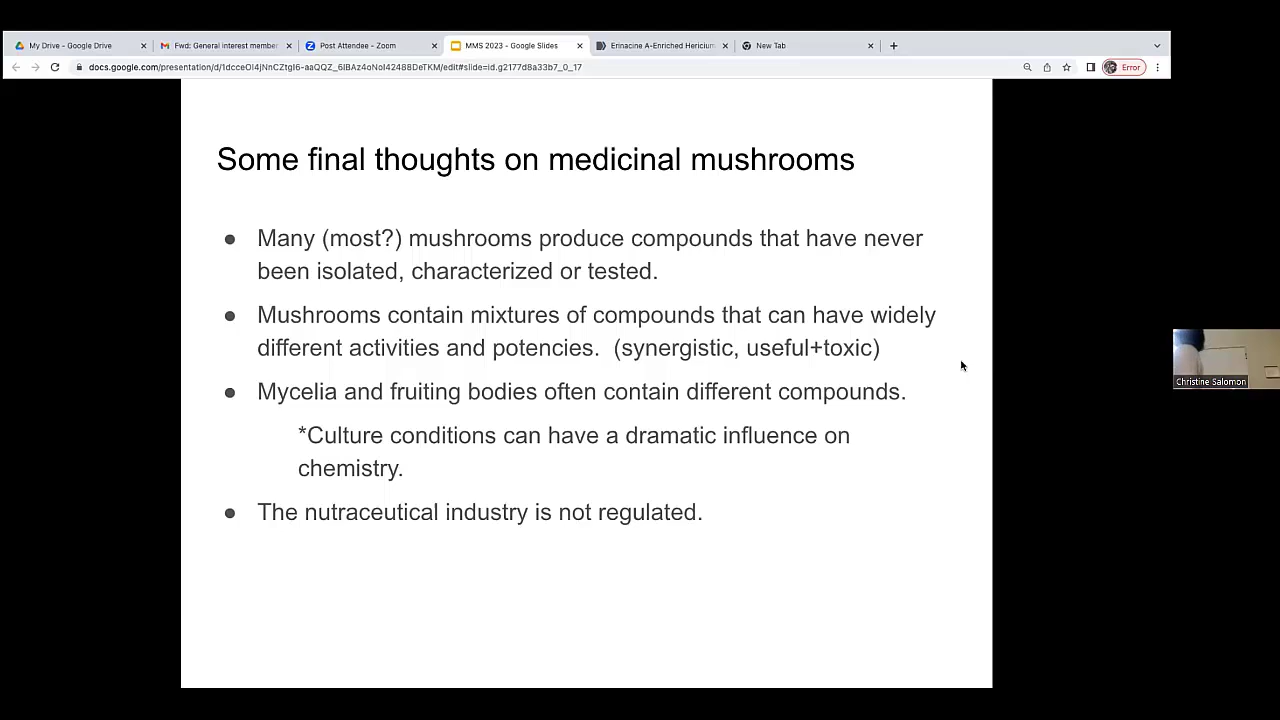 My Drive - Google Drive
Fwd: General interest membe
Post Attendee - Zoom
MMS 2023 - Google Slides
Erinacine A-Enriched Hericium
New Tab
Error
Some final thoughts on medicinal mushrooms
● Many (most?) mushrooms produce compounds that have never
been isolated, characterized or tested.
● Mushrooms contain mixtures of compounds that can have widely
different activities and potencies. (synergistic, useful+toxic)
● Mycelia and fruiting bodies often contain different compounds.
*Culture conditions can have a dramatic influence on
chemistry.
● The nutraceutical industry is not regulated.
Christine Salomon